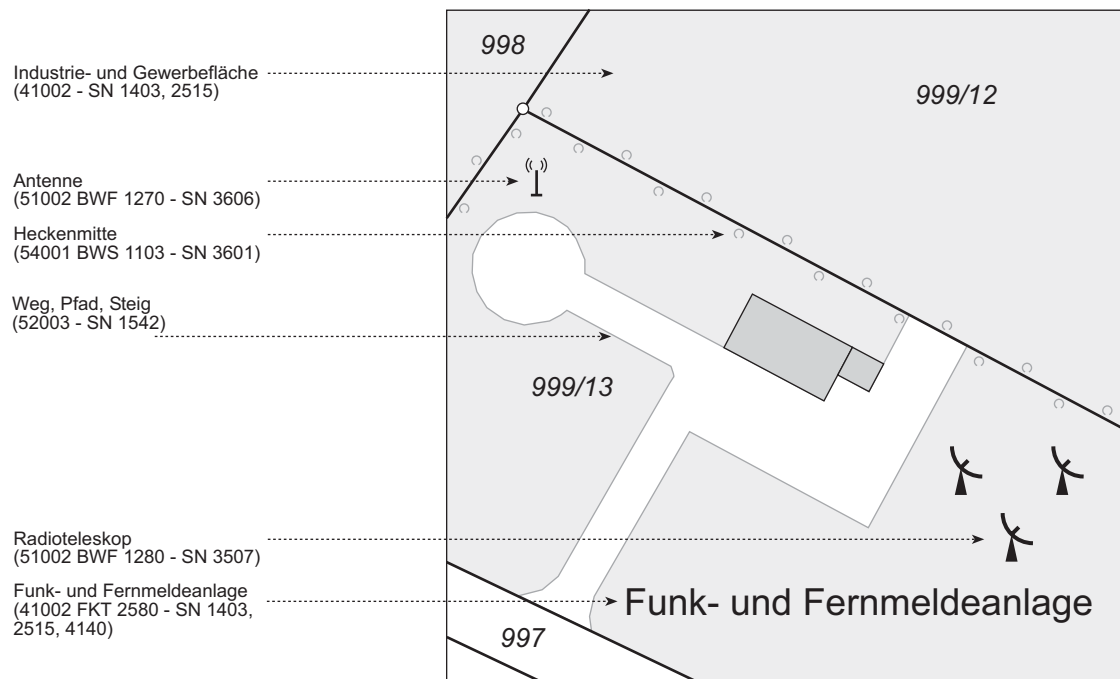 Industrie- und Gewerbefläche
(41002 - SN 1403, 2515)
Antenne
(51002 BWF 1270 - SN 3606)
Heckenmitte
(54001 BWS 1103 - SN 3601)
Weg, Pfad, Steig
(52003 - SN 1542)
Radioteleskop
(51002 BWF 1280 - SN 3507)
Funk- und Fernmeldeanlage
(41002 FKT 2580 - SN 1403,
2515, 4140)
998
999/12
999/13
Funk- und Fernmeldeanlage
997